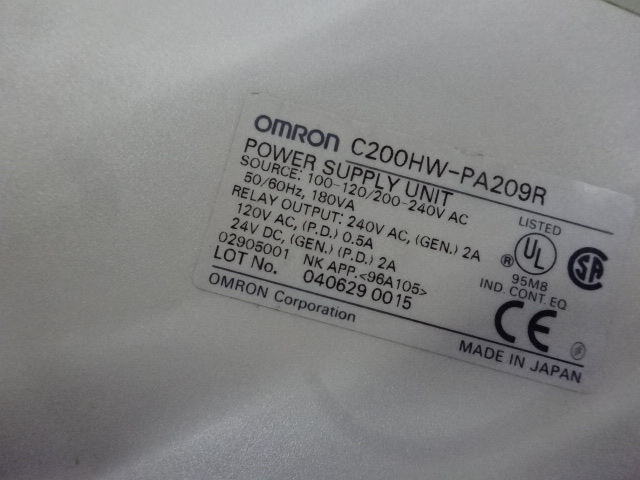 OMRON C200HW-PA209R
POWER SUPPLY UNIT
SOURCE: 100-120/200-240V AC
50/60Hz, 180VA
RELAY OUTPUT: 240V AC, (GEN.) 2A
120V AC, (P.D.) 0.5A
24V DC, (GEN.) (P.D.) 2A
02905001 NK APP.<96A105>
LOT No. 040629 0015
OMRON Corporation
LISTED
UL
®
95M8
IND. CONT. EQ
SA
CE
MADE IN JAPAN